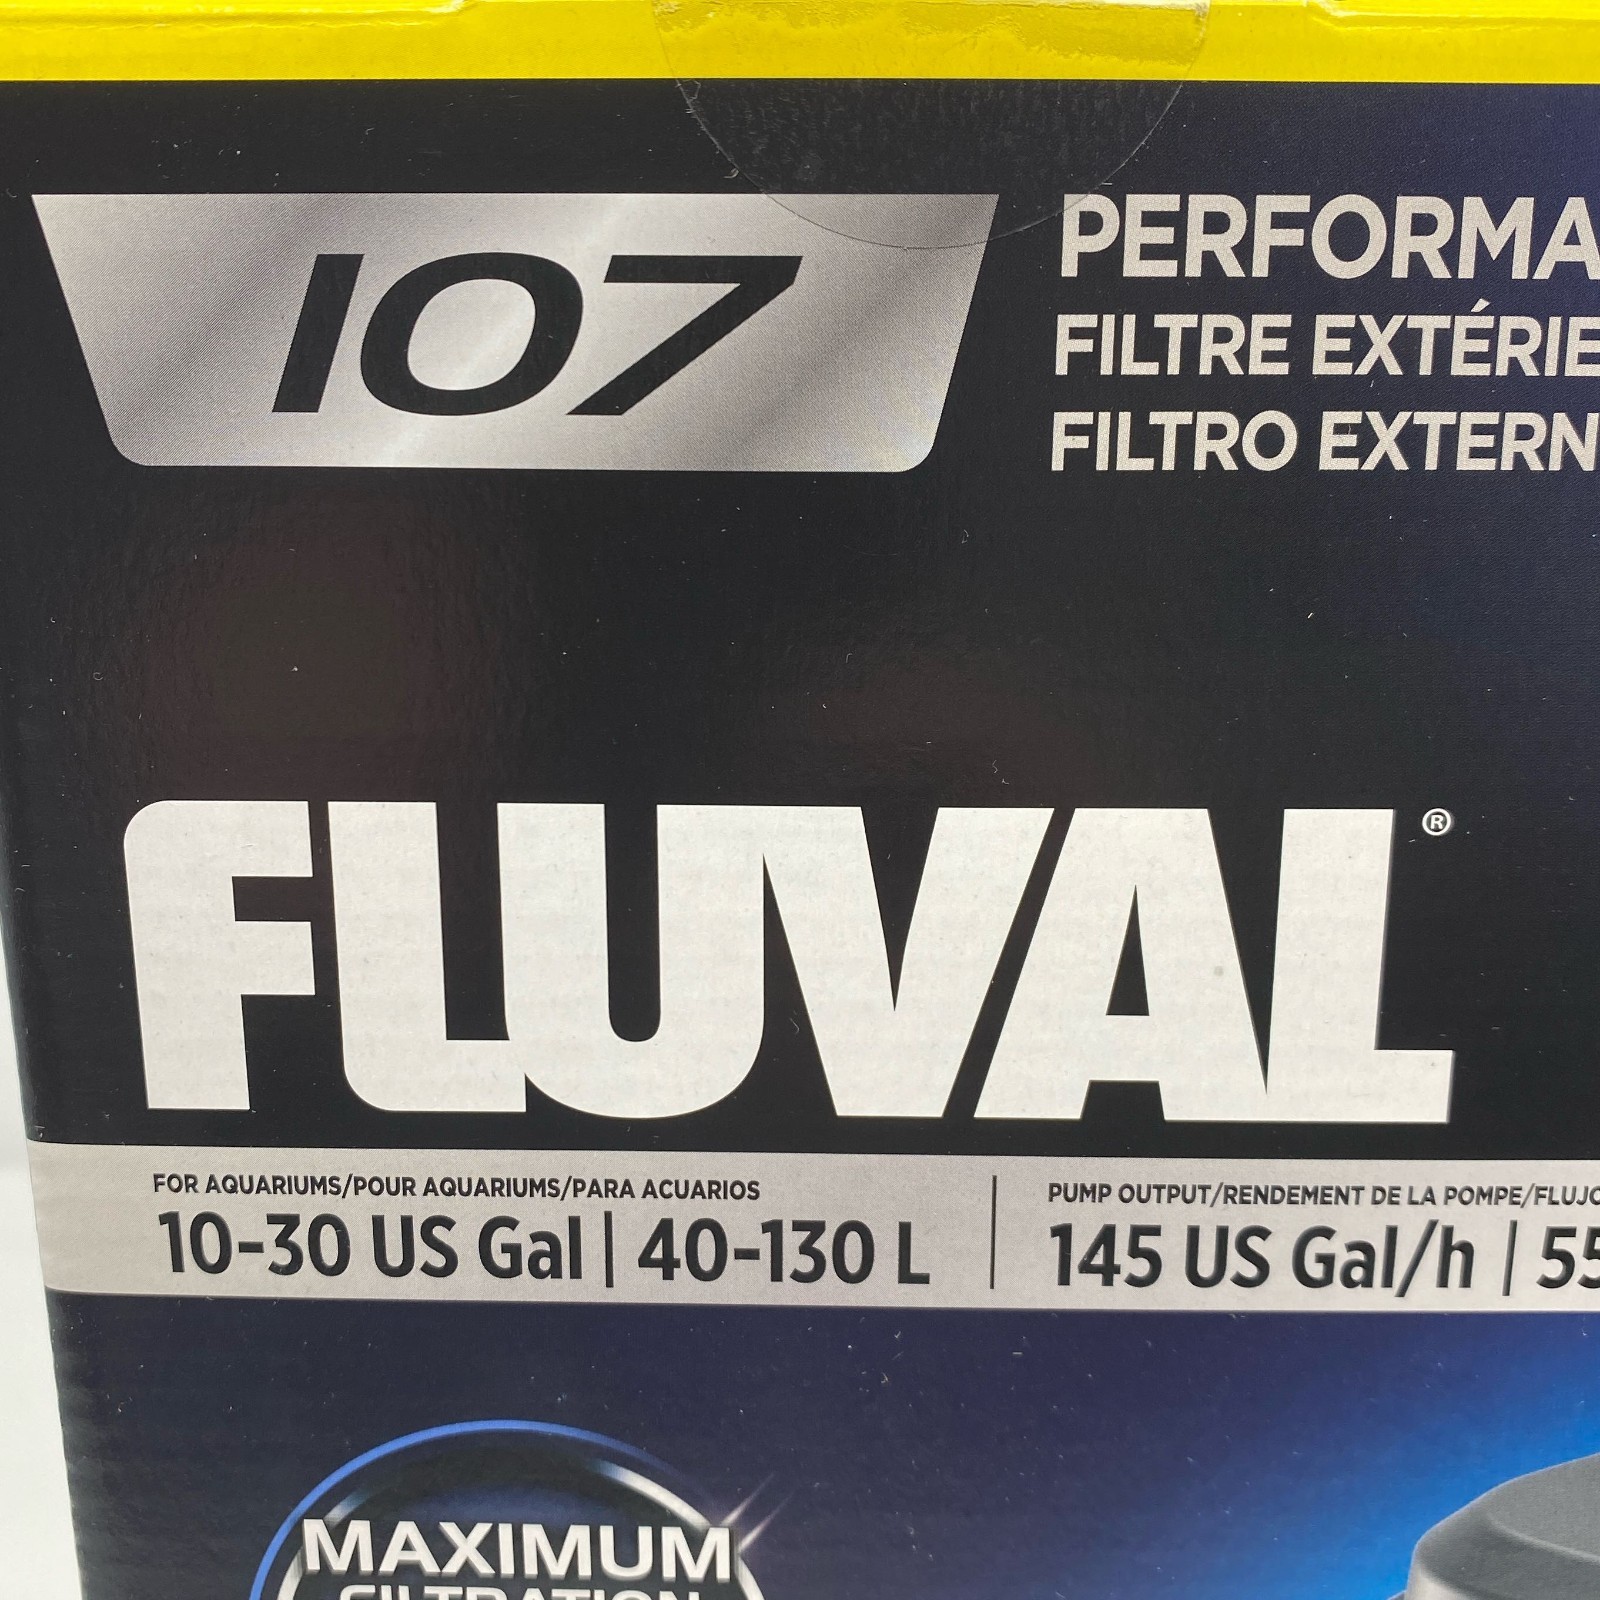 107
PERFORMA
FILTRE EXTÉRIE
FILTRO EXTERN
FLUVAL®
FOR AQUARIUMS/POUR AQUARIUMS/PARA ACUARIOS
10-30 US Gal | 40-130 L
PUMP OUTPUT/RENDEMENT DE LA POMPE/FLUJO
145 US Gal/h | 55
MAXIMUM
FILTRATION